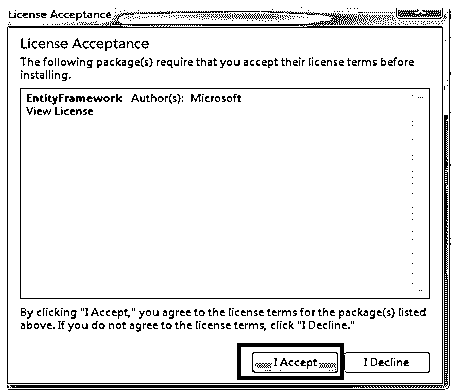 License Acceptance
License Acceptance
The following package(s) require that you accept their license terms before
installing.
EntityFramework Author(s): Microsoft
View License
By clicking "I Accept," you agree to the license terms for the package(s) listed
above. If you do not agree to the license terms, click "I Decline."
I Accept I Decline